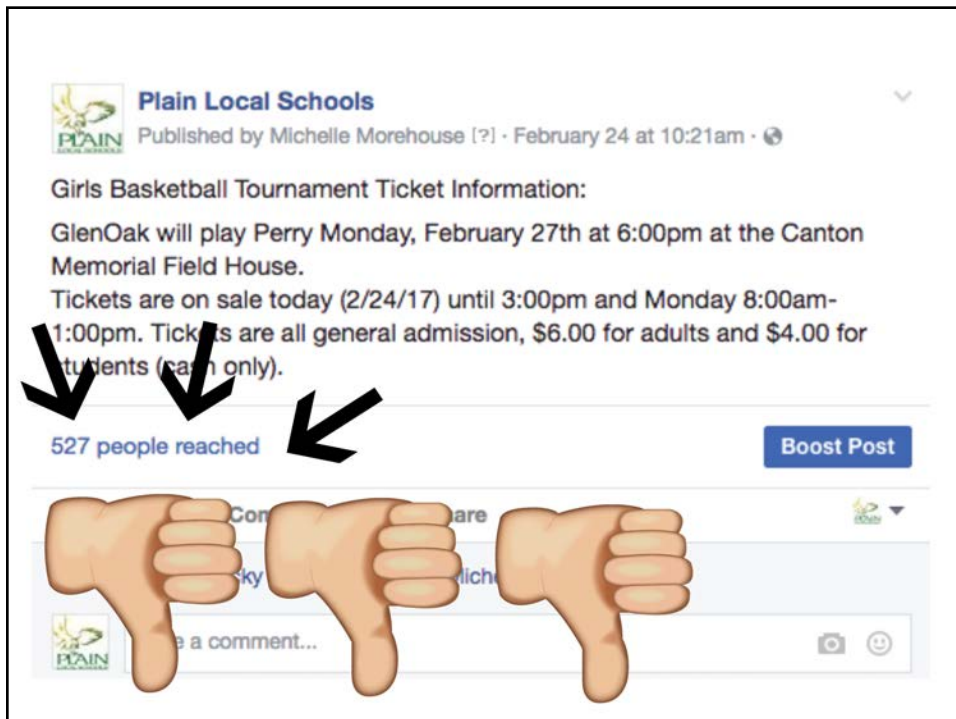 Plain Local Schools
Published by Michelle Morehouse [?] · February 24 at 10:21am ·
Girls Basketball Tournament Ticket Information:
GlenOak will play Perry Monday, February 27th at 6:00pm at the Canton
Memorial Field House.
Tickets are on sale today (2/24/17) until 3:00pm and Monday 8:00am-
1:00pm. Tickets are all general admission, $6.00 for adults and $4.00 for
students (cash only).
527 people reached
Boost Post
a comment...
PLAIN
LOCAL SCHOOLS